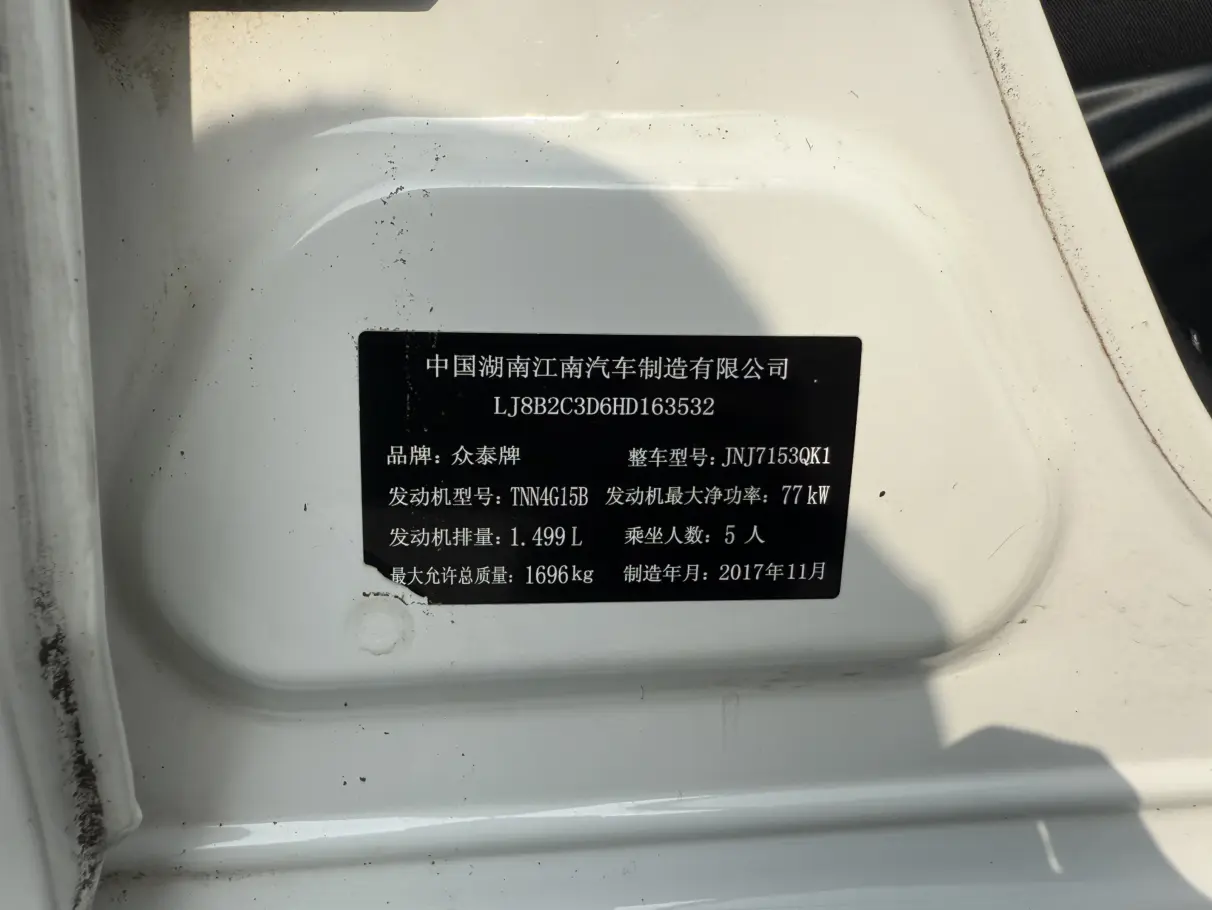 中国湖南江南汽车制造有限公司
LJ8B2C3D6HD163532
品牌：众泰牌 整车型号：JNJ7153QK1
发动机型号：TNN4G15B 发动机最大净功率：77kW
发动机排量：1.499L 乘坐人数：5人
最大允许总质量：1696kg 制造年月：2017年11月